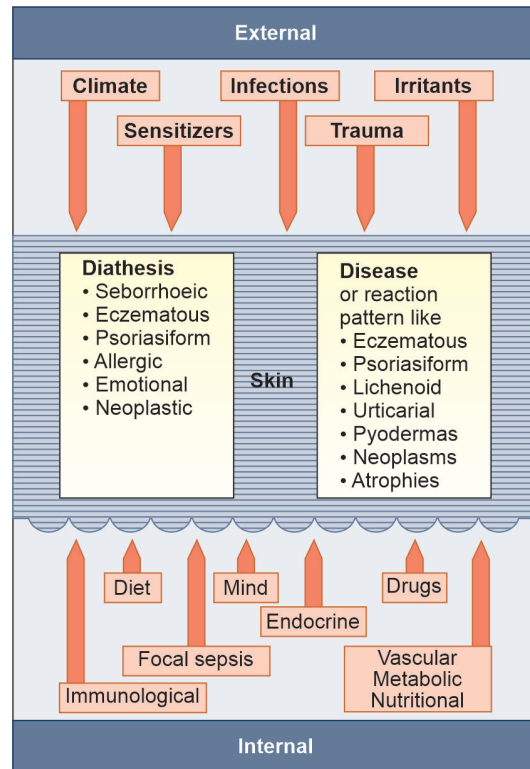 External
Climate
Infections
Irritants
Sensitizers
Trauma
Diathesis
• Seborrhoeic
• Eczematous
• Psoriasiform
• Allergic
• Emotional
• Neoplastic
Skin
Disease
or reaction
pattern like
• Eczematous
• Psoriasiform
• Lichenoid
• Urticarial
• Pyodermas
• Neoplasms
• Atrophies
Diet
Mind
Drugs
Endocrine
Focal sepsis
Vascular
Metabolic
Nutritional
Immunological
Internal